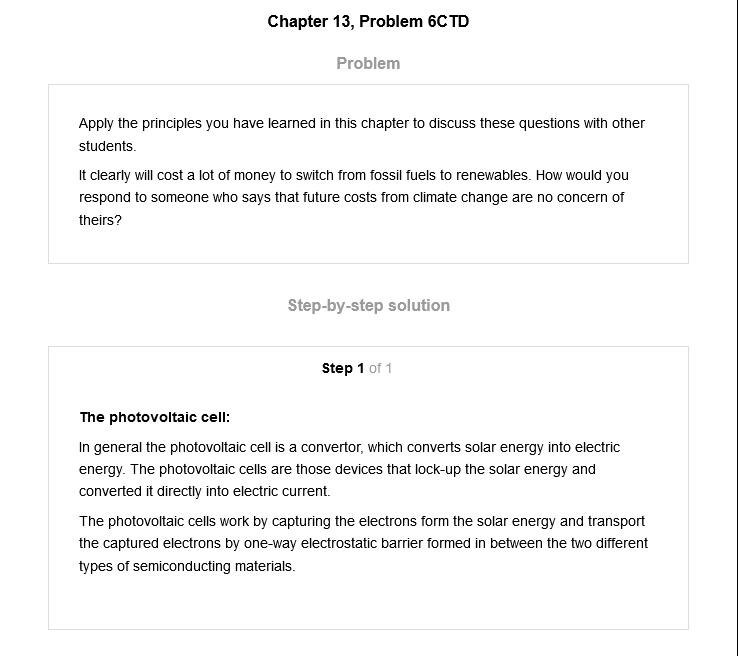 Chapter 13, Problem 6CTD
Problem
Apply the principles you have learned in this chapter to discuss these questions with other
students.
It clearly will cost a lot of money to switch from fossil fuels to renewables. How would you
respond to someone who says that future costs from climate change are no concern of
theirs?
Step-by-step solution
Step 1 of 1
The photovoltaic cell:
In general the photovoltaic cell is a convertor, which converts solar energy into electric
energy. The photovoltaic cells are those devices that lock-up the solar energy and
converted it directly into electric current.
The photovoltaic cells work by capturing the electrons form the solar energy and transport
the captured electrons by one-way electrostatic barrier formed in between the two different
types of semiconducting materials.